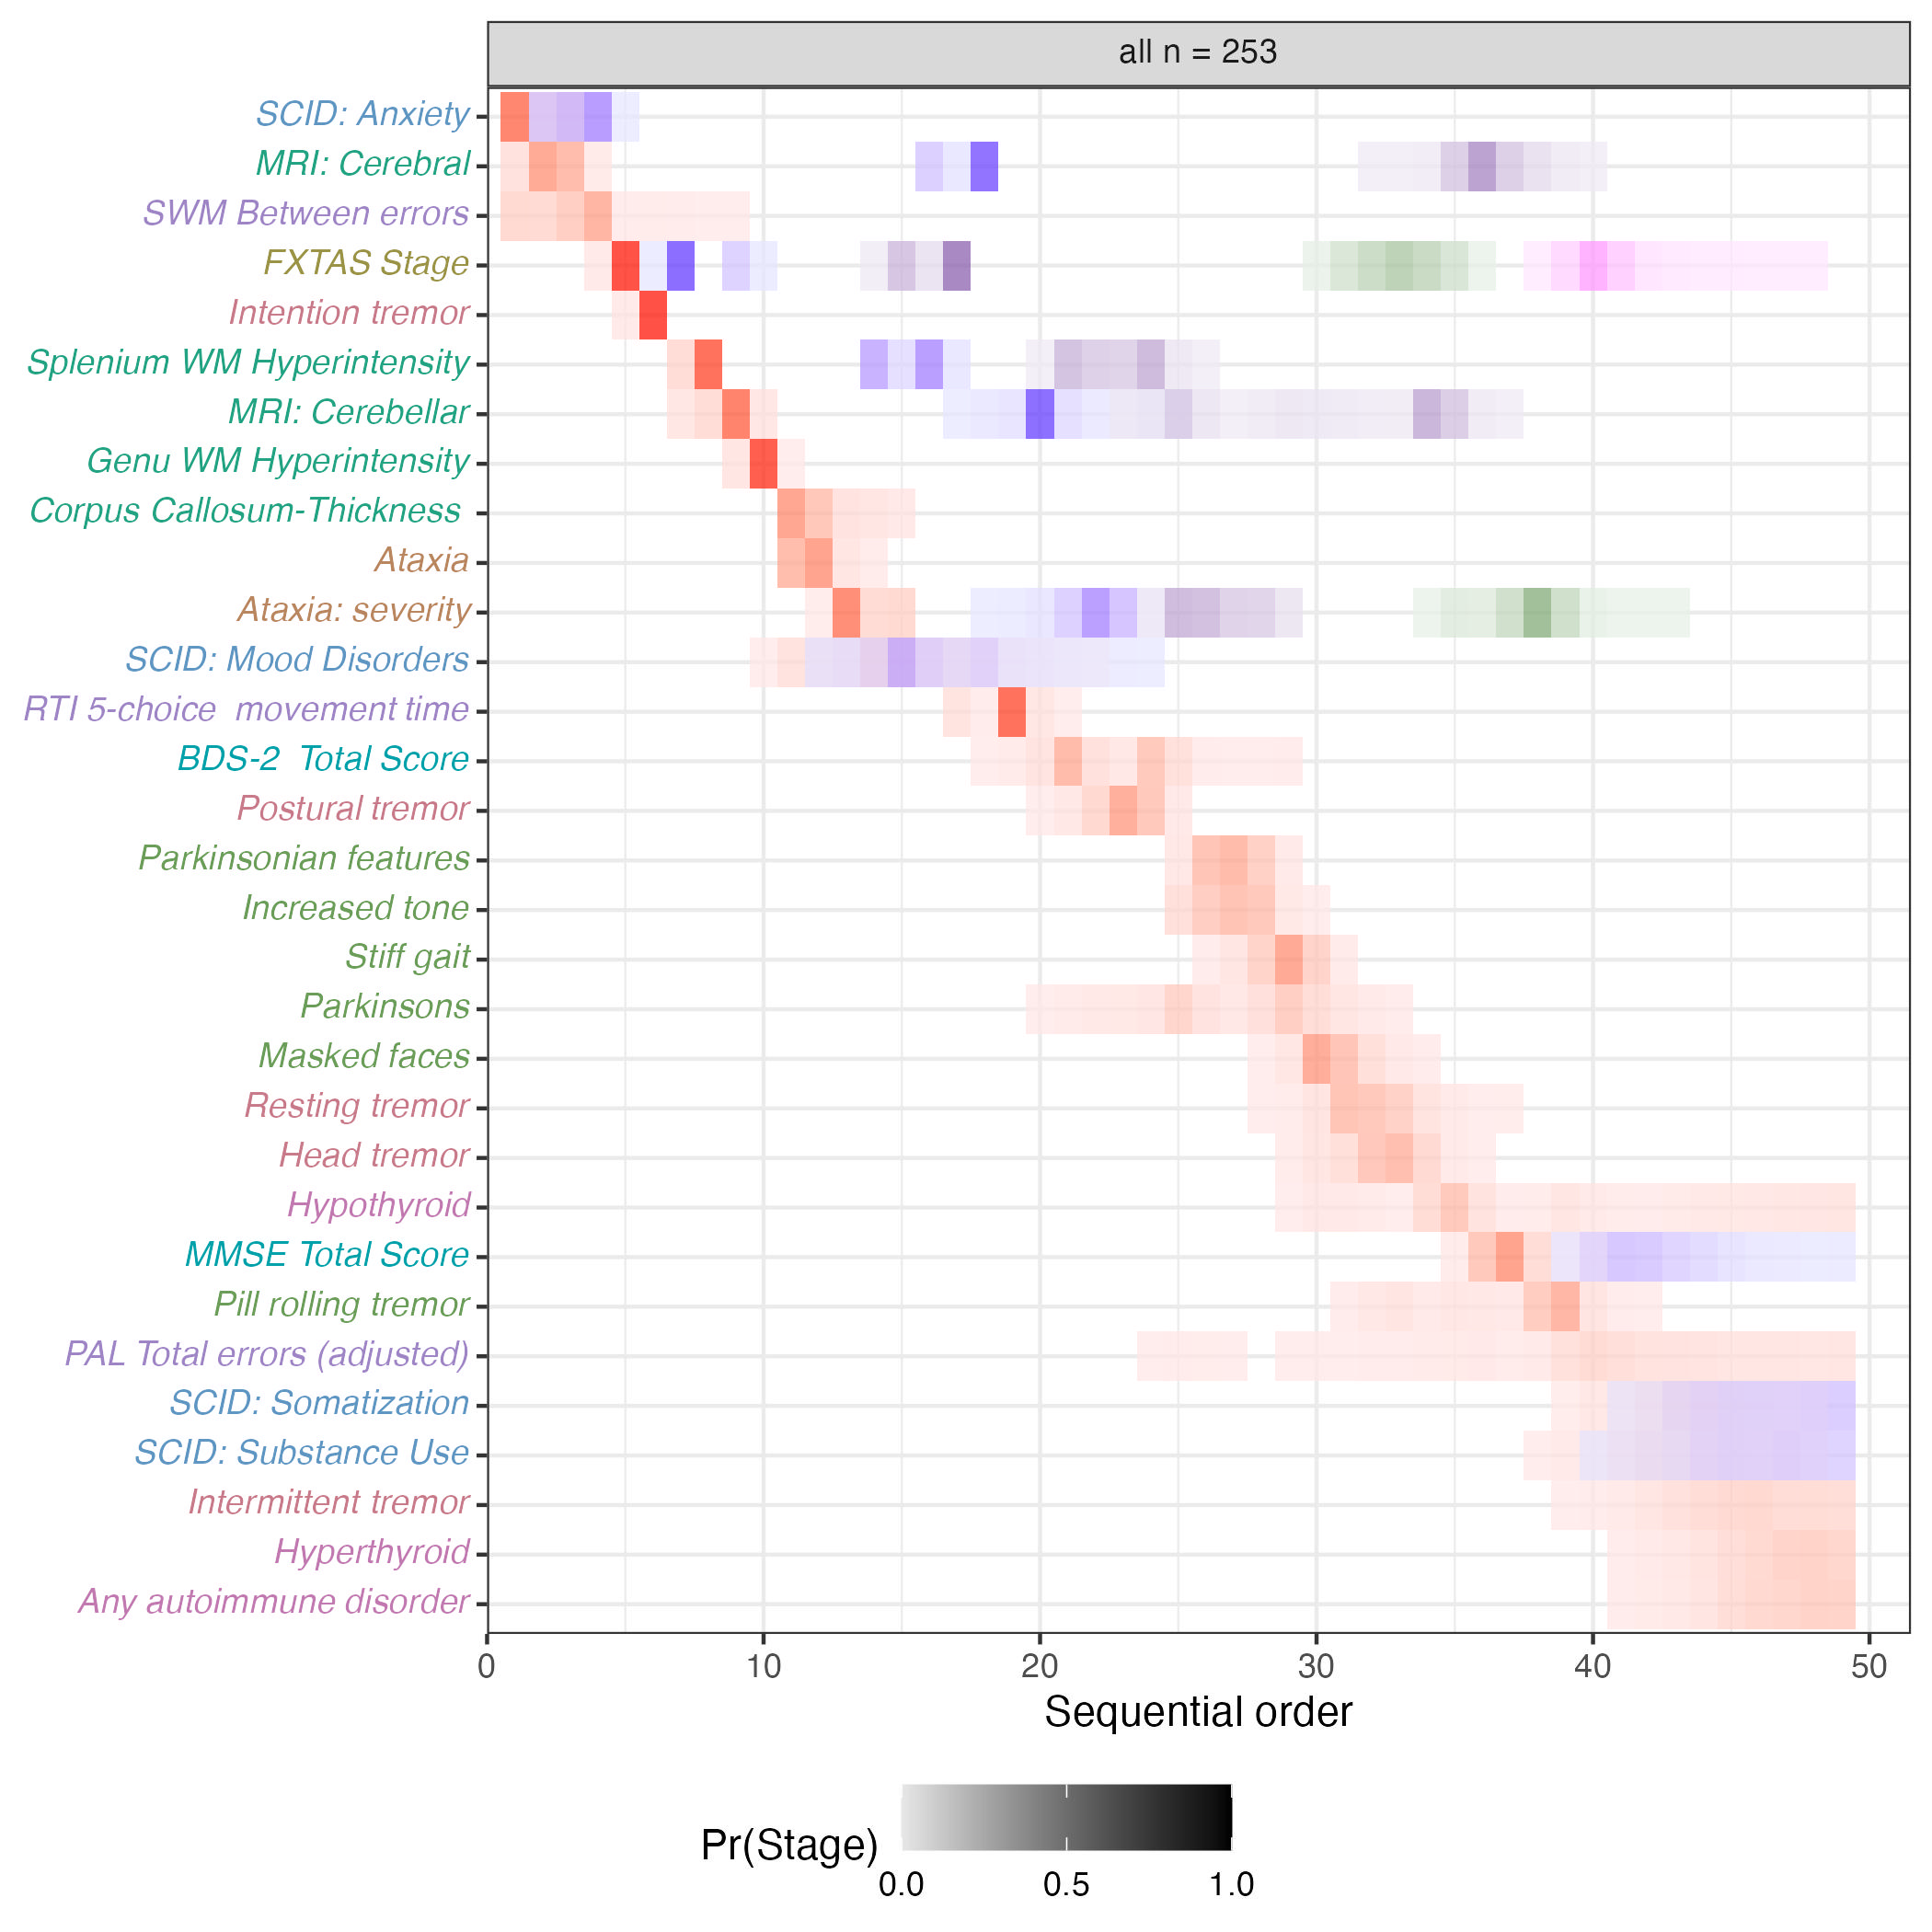 all n = 253
SCID: Anxiety
MRI: Cerebral
SWM Between errors
FXTAS Stage
Intention tremor
Splenium WM Hyperintensity
MRI: Cerebellar
Genu WM Hyperintensity
Corpus Callosum-Thickness
Ataxia
Ataxia: severity
SCID: Mood Disorders
RTI 5-choice  movement time
BDS-2  Total Score
Postural tremor
Parkinsonian features
Increased tone
Stiff gait
Parkinsons
Masked faces
Resting tremor
Head tremor
Hypothyroid
MMSE Total Score
Pill rolling tremor
PAL Total errors (adjusted)
SCID: Somatization
SCID: Substance Use
Intermittent tremor
Hyperthyroid
Any autoimmune disorder
0 10 20 30 40 50
Sequential order
Pr(Stage)
0.0 0.5 1.0